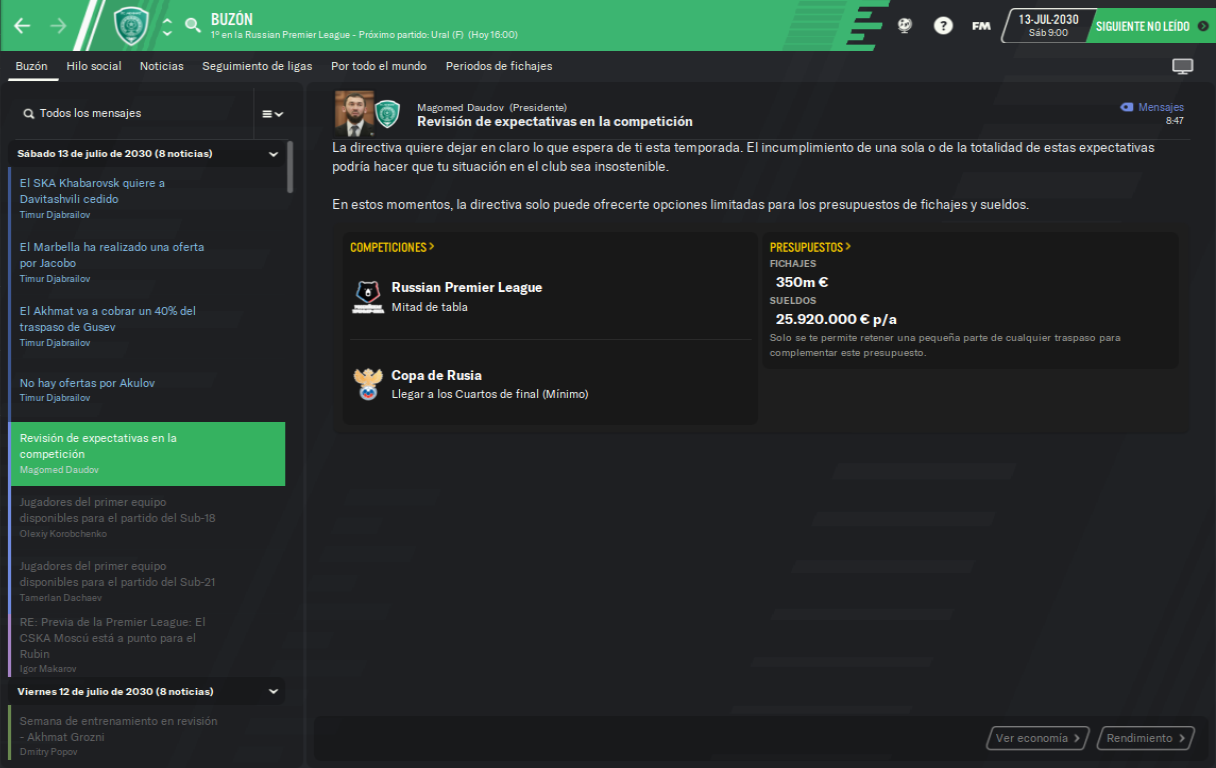 BUZÓN
1º en la Russian Premier League - Próximo partido: Ural (F) (Hoy 16:00)
?
FM
13-JUL-2030
Sáb 9:00
SIGUIENTE NO LEÍDO
Buzón
Hilo social
Noticias
Seguimiento de ligas
Por todo el mundo
Periodos de fichajes
Todos los mensajes
Sábado 13 de julio de 2030 (8 noticias)
El SKA Khabarovsk quiere a
Davitashvili cedido
Timur Djabrailov
El Marbella ha realizado una oferta
por Jacobo
Timur Djabrailov
El Akhmat va a cobrar un 40% del
traspaso de Gusev
Timur Djabrailov
No hay ofertas por Akulov
Timur Djabrailov
Revisión de expectativas en la
competición
Magomed Daudov
Jugadores del primer equipo
disponibles para el partido del Sub-18
Olexiy Korobchenko
Jugadores del primer equipo
disponibles para el partido del Sub-21
Tamerlan Dachaev
RE: Previa de la Premier League: El
CSKA Moscú está a punto para el
Rubin
Igor Makarov
Viernes 12 de julio de 2030 (8 noticias)
Semana de entrenamiento en revisión
- Akhmat Grozni
Dmitry Popov
Magomed Daudov (Presidente)
Revisión de expectativas en la competición
Mensajes
8:47
La directiva quiere dejar en claro lo que espera de ti esta temporada. El incumplimiento de una sola o de la totalidad de estas expectativas
podría hacer que tu situación en el club sea insostenible.
En estos momentos, la directiva solo puede ofrecerte opciones limitadas para los presupuestos de fichajes y sueldos.
COMPETICIONES
Russian Premier League
Mitad de tabla
Copa de Rusia
Llegar a los Cuartos de final (Mínimo)
PRESUPUESTOS
FICHAJES
350m €
SUELDOS
25.920.000 € p/a
Solo se te permite retener una pequeña parte de cualquier traspaso para
complementar este presupuesto.
Ver economía
Rendimiento